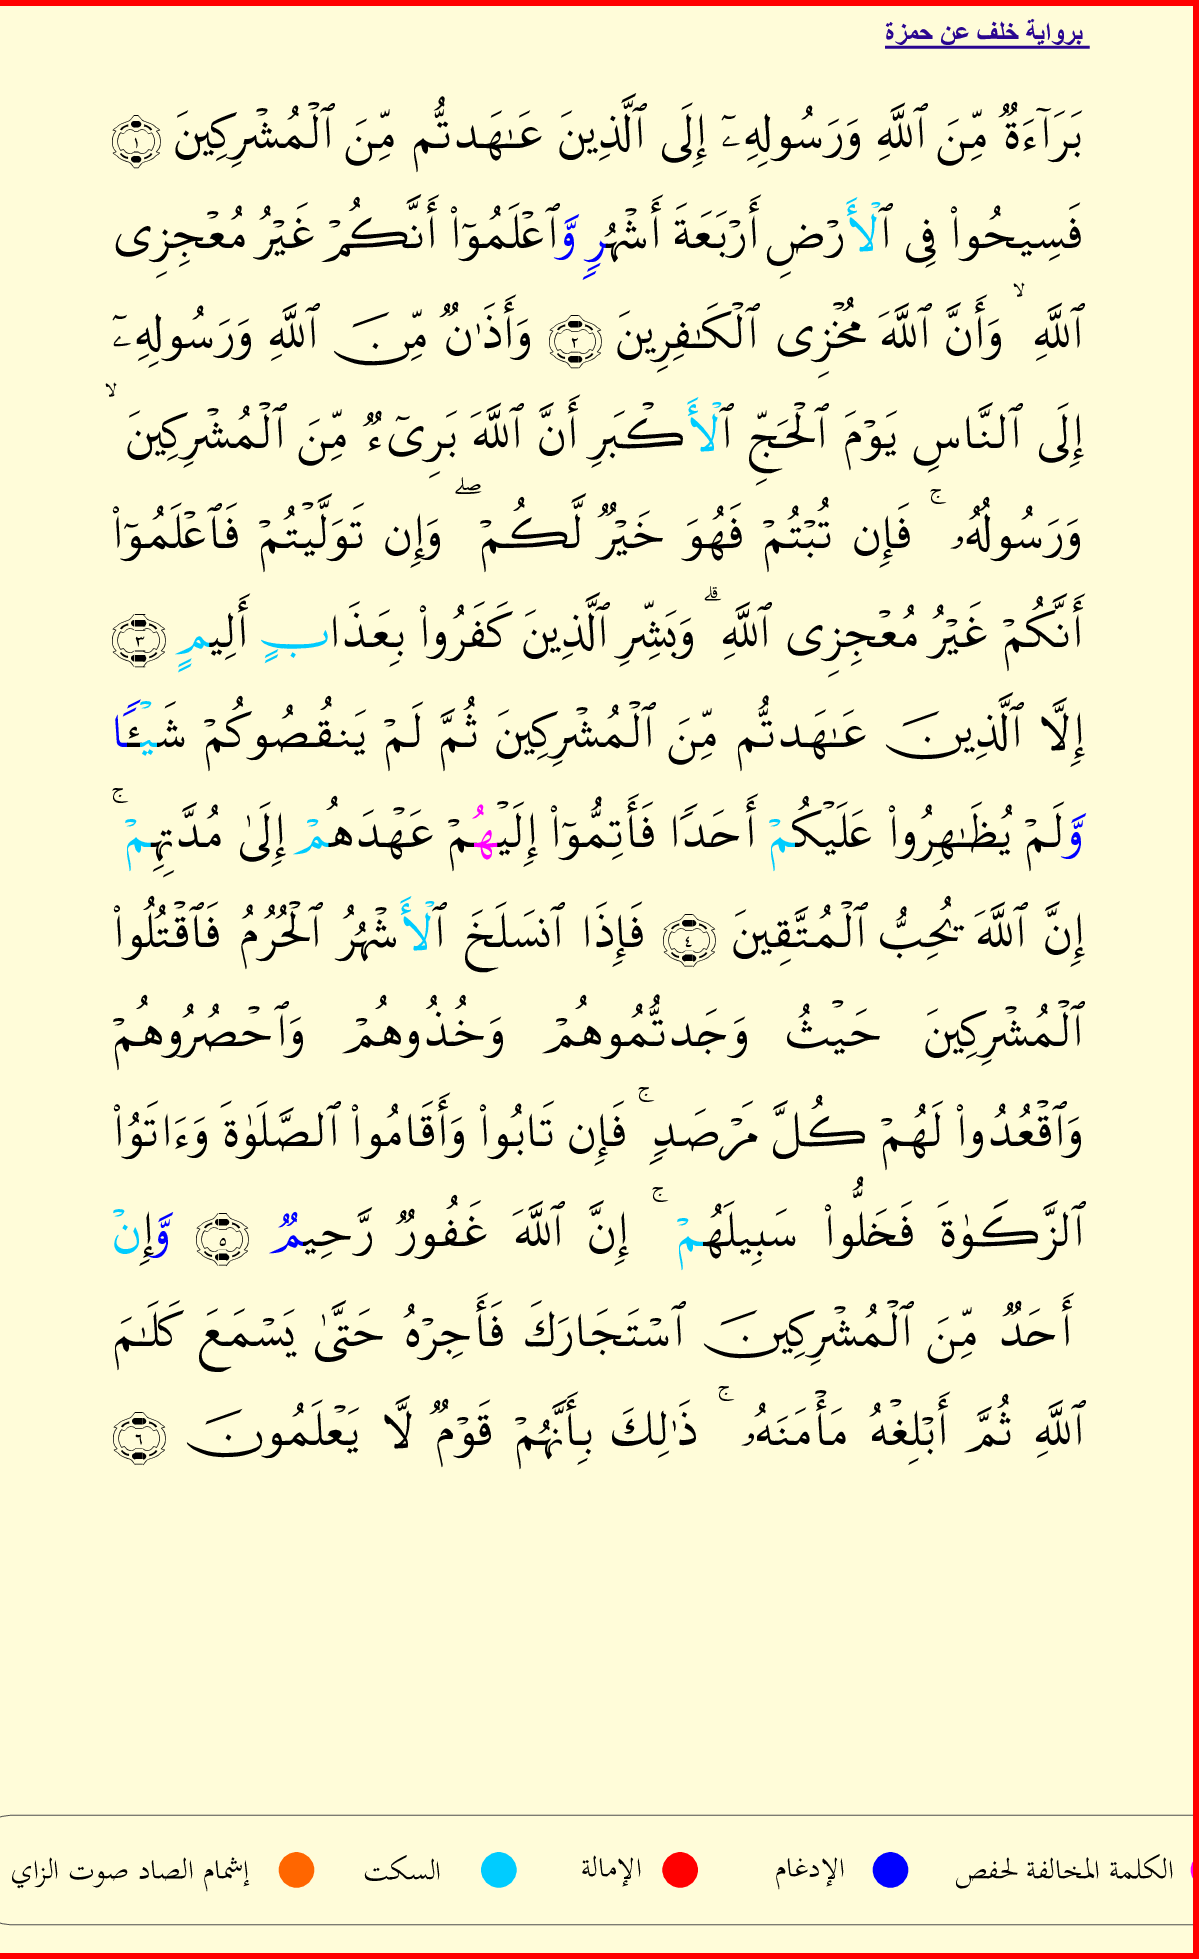 برواية خلف عن حمزة
بَرَآءَةٌ مِّنَ ٱللَّهِ وَرَسُولِهِۦٓ إِلَى ٱلَّذِينَ عَـٰهَدتُّم مِّنَ ٱلْمُشْرِكِينَ ١
فَسِيحُوا۟ فِى ٱلْأَرْضِ أَرْبَعَةَ أَشْهُرٍ وَّٱعْلَمُوٓا۟ أَنَّكُمْ غَيْرُ مُعْجِزِى
ٱللَّهِ ۙ وَأَنَّ ٱللَّهَ مُخْزِى ٱلْكَـٰفِرِينَ ٢ وَأَذَٰنٌ مِّنَ ٱللَّهِ وَرَسُولِهِۦٓ
إِلَى ٱلنَّاسِ يَوْمَ ٱلْحَجِّ ٱلْأَكْبَرِ أَنَّ ٱللَّهَ بَرِىٓءٌ مِّنَ ٱلْمُشْرِكِينَ ۙ
وَرَسُولُهُۥ ۚ فَإِن تُبْتُمْ فَهُوَ خَيْرٌ لَّكُمْ ۖ وَإِن تَوَلَّيْتُمْ فَٱعْلَمُوٓا۟
أَنَّكُمْ غَيْرُ مُعْجِزِى ٱللَّهِ ۗ وَبَشِّرِ ٱلَّذِينَ كَفَرُوا۟ بِعَذَابٍ أَلِيمٍ ٣
إِلَّا ٱلَّذِينَ عَـٰهَدتُّم مِّنَ ٱلْمُشْرِكِينَ ثُمَّ لَمْ يَنقُصُوكُمْ شَيْـًٔا
وَّلَمْ يُظَـٰهِرُوا۟ عَلَيْكُمْ أَحَدًا فَأَتِمُّوٓا۟ إِلَيْهُمْ عَهْدَهُمْ إِلَىٰ مُدَّتِهِمْ ۚ
إِنَّ ٱللَّهَ يُحِبُّ ٱلْمُتَّقِينَ ٤ فَإِذَا ٱنسَلَخَ ٱلْأَشْهُرُ ٱلْحُرُمُ فَٱقْتُلُوا۟
ٱلْمُشْرِكِينَ حَيْثُ وَجَدتُّمُوهُمْ وَخُذُوهُمْ وَٱحْصُرُوهُمْ
وَٱقْعُدُوا۟ لَهُمْ كُلَّ مَرْصَدٍ ۚ فَإِن تَابُوا۟ وَأَقَامُوا۟ ٱلصَّلَوٰةَ وَءَاتَوُا۟
ٱلزَّكَوٰةَ فَخَلُّوا۟ سَبِيلَهُمْ ۚ إِنَّ ٱللَّهَ غَفُورٌ رَّحِيمٌ ٥ وَّإِنْ
أَحَدٌ مِّنَ ٱلْمُشْرِكِينَ ٱسْتَجَارَكَ فَأَجِرْهُ حَتَّىٰ يَسْمَعَ كَلَـٰمَ
ٱللَّهِ ثُمَّ أَبْلِغْهُ مَأْمَنَهُۥ ۚ ذَٰلِكَ بِأَنَّهُمْ قَوْمٌ لَّا يَعْلَمُونَ ٦
الكلمة المخالفة لحفص الإدغام الإمالة السكت إشمام الصاد صوت الزاي